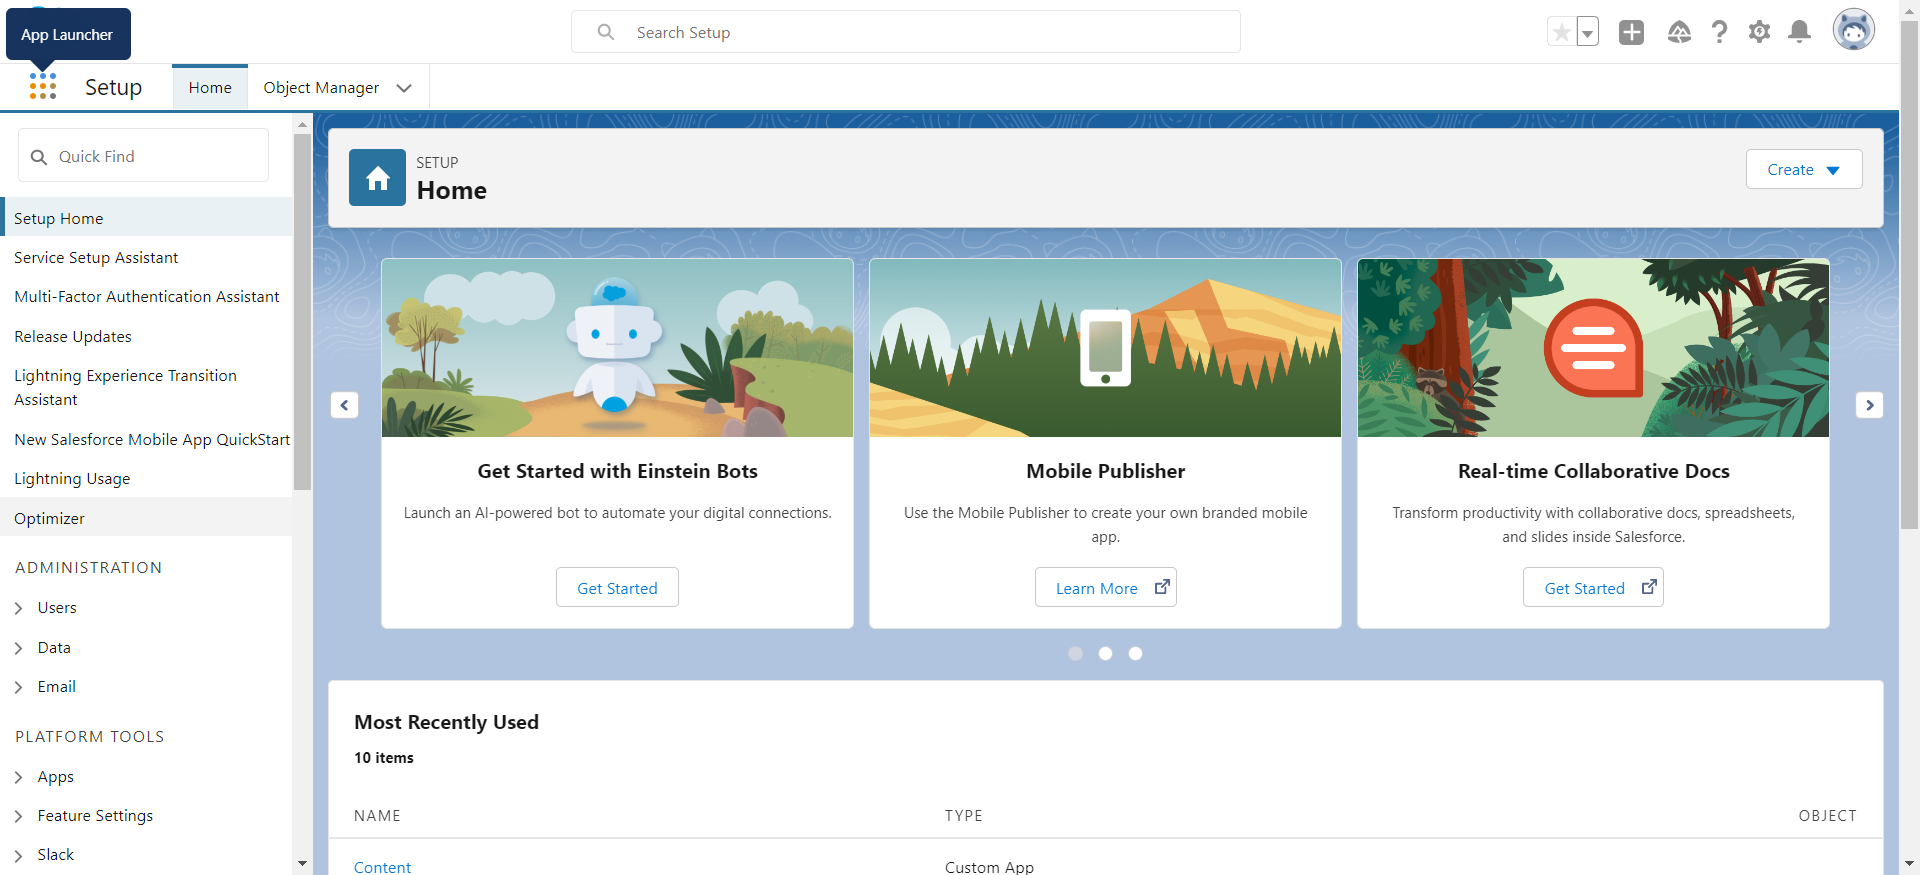 App Launcher
Search Setup
Setup
Home
Object Manager
Quick Find
Setup Home
Service Setup Assistant
Multi-Factor Authentication Assistant
Release Updates
Lightning Experience Transition
Assistant
New Salesforce Mobile App QuickStart
Lightning Usage
Optimizer
ADMINISTRATION
Users
Data
Email
PLATFORM TOOLS
Apps
Feature Settings
Slack
SETUP
Home
Create
Get Started with Einstein Bots
Launch an AI-powered bot to automate your digital connections.
Get Started
Mobile Publisher
Use the Mobile Publisher to create your own branded mobile
app.
Learn More
Real-time Collaborative Docs
Transform productivity with collaborative docs, spreadsheets,
and slides inside Salesforce.
Get Started
Most Recently Used
10 items
NAME TYPE OBJECT
Content Custom App